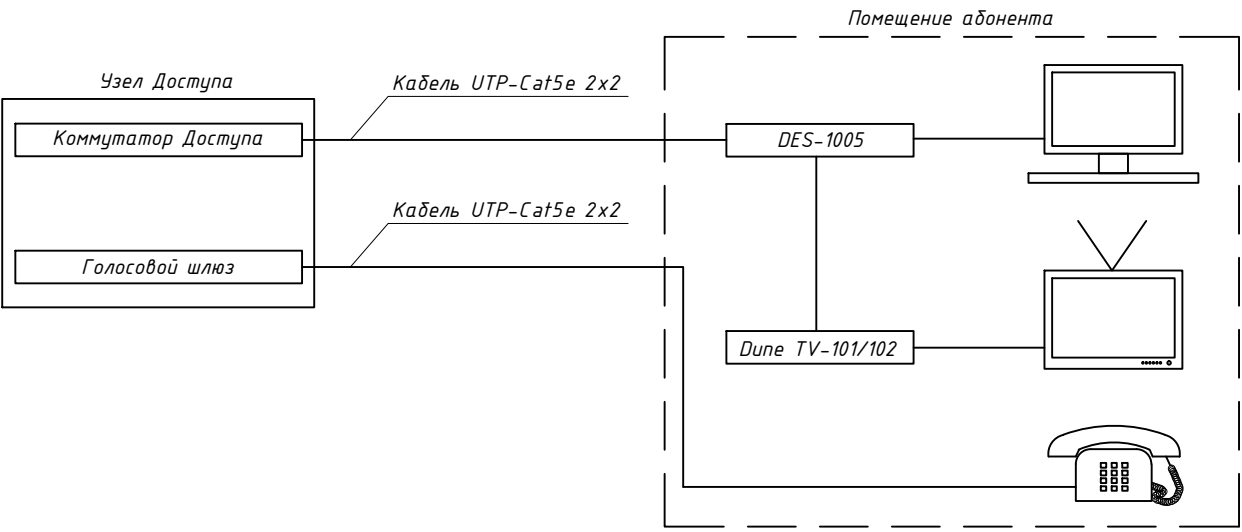 Помещение абонента
Узел Доступа
Кабель UTP-Cat5e 2x2
Коммутатор Доступа
DES-1005
Кабель UTP-Cat5e 2x2
Голосовой шлюз
Dune TV-101/102